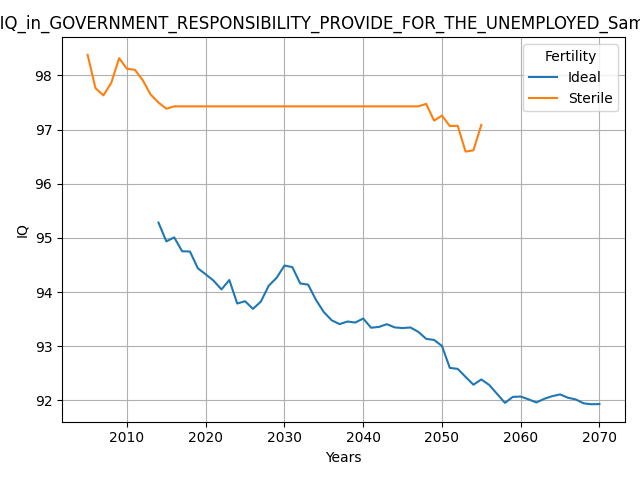 IQ_in_GOVERNMENT_RESPONSIBILITY_PROVIDE_FOR_THE_UNEMPLOYED_Sam
Fertility
Ideal
Sterile
98
97
96
95
94
93
92
IQ
2010 2020 2030 2040 2050 2060 2070
Years